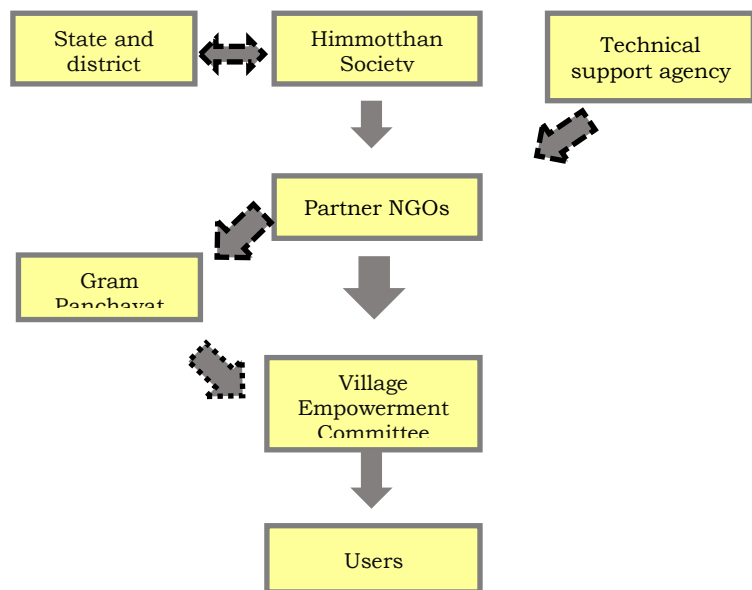 State and
district
Himmotthan
Society
Technical
support agency
Partner NGOs
Gram
Panchayat
Village
Empowerment
Committee
Users